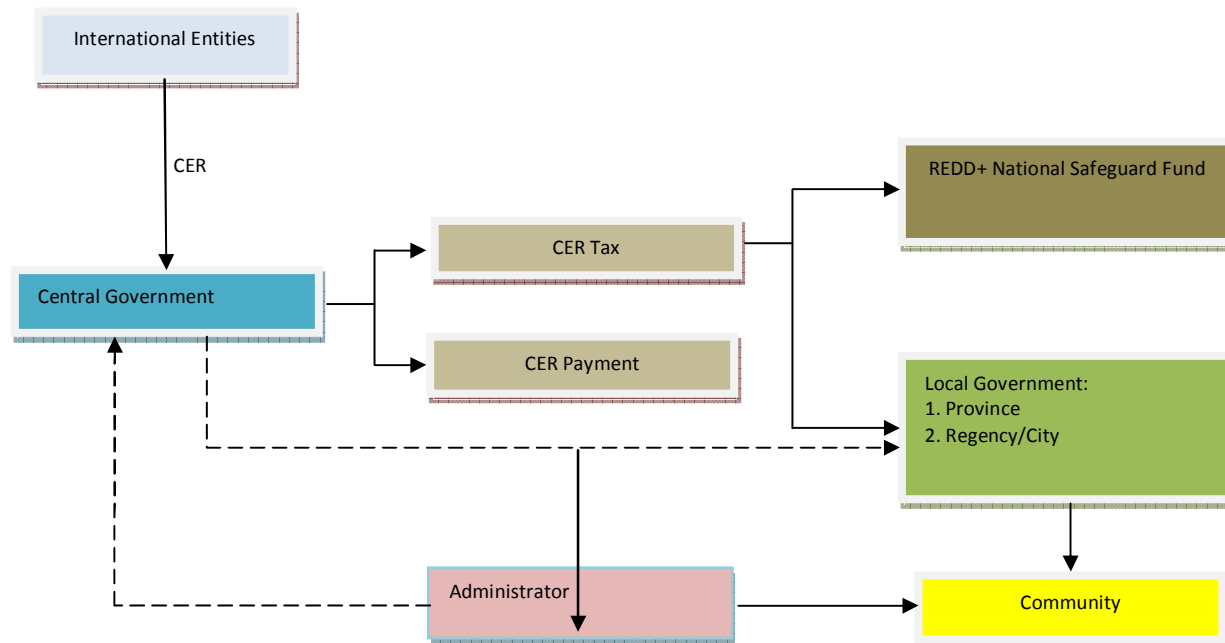 International Entities
CER
REDD+ National Safeguard Fund
CER Tax
Central Government
CER Payment
Local Government:
1. Province
2. Regency/City
Administrator
Community